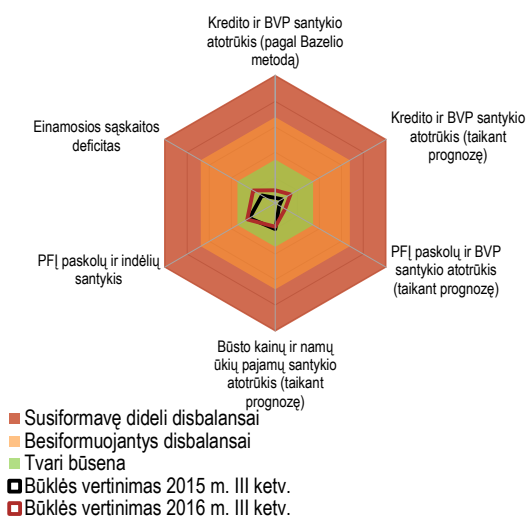 Kredito ir BVP santykio
atotrūkis (pagal Bazelio
metodą)
Kredito ir BVP santykio
atotrūkis (taikant
prognozę)
PFĮ paskolų ir BVP
santykio atotrūkis
(taikant prognozę)
Būsto kainų ir namų
ūkių pajamų santykio
atotrūkis (taikant
prognozę)
PFĮ paskolų ir indėlių
santykis
Einamosios sąskaitos
deficitas
Susiformavę dideli disbalansai
Besiformuojantys disbalansai
Tvari būsena
Būklės vertinimas 2015 m. III ketv.
Būklės vertinimas 2016 m. III ketv.